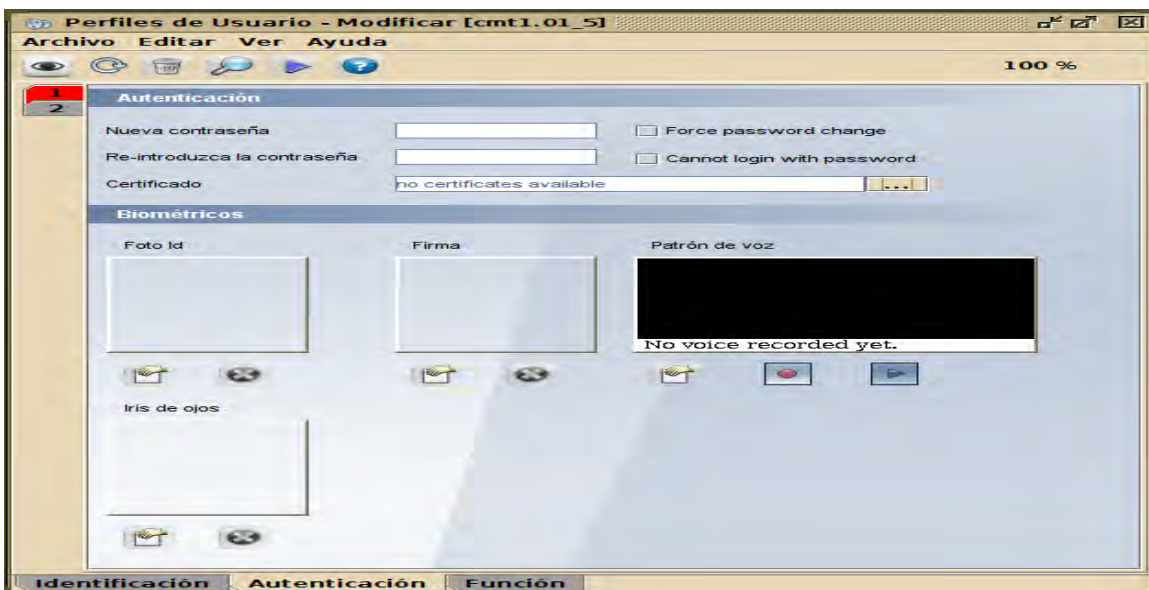 Perfiles de Usuario - Modificar [cmt1.01_5]
Archivo Editar Ver Ayuda
100 %
1
2
Autenticación
Nueva contraseña
Force password change
Re-introduzca la contraseña
Cannot login with password
Certificado
no certificates available
...
Biométricos
Foto Id
Firma
Patrón de voz
No voice recorded yet.
Iris de ojos
Identificación Autenticación Función